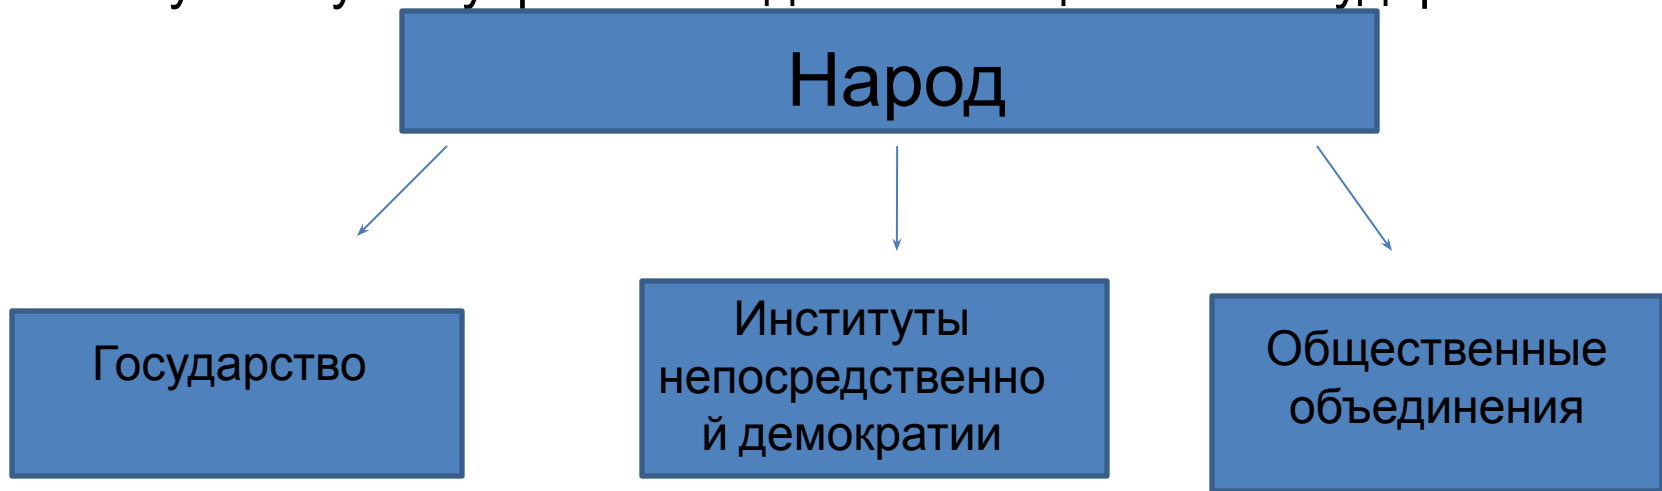 Народ
Государство
Институты
непосредственно
й демократии
Общественные
объединения